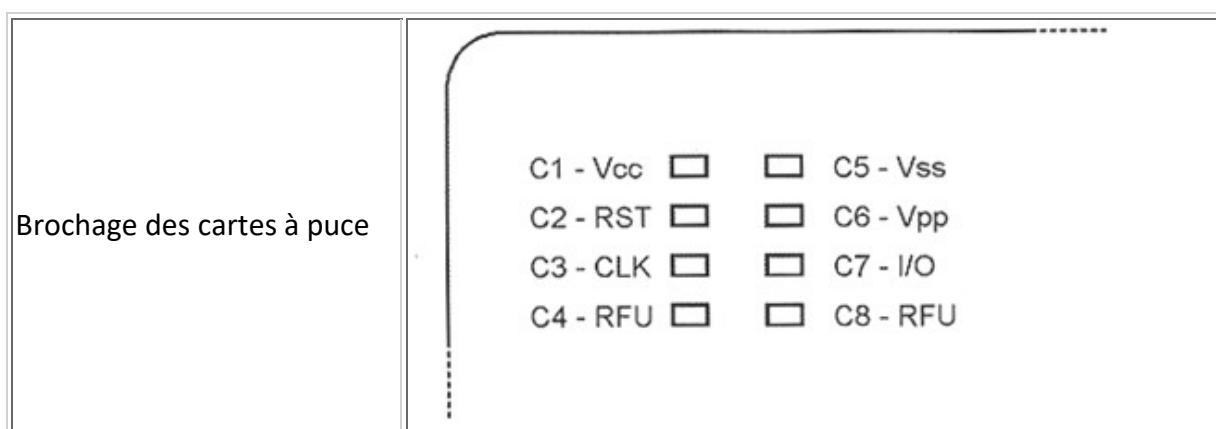 Brochage des cartes à puce
C1 - Vcc C5 - Vss
C2 - RST C6 - Vpp
C3 - CLK C7 - I/O
C4 - RFU C8 - RFU